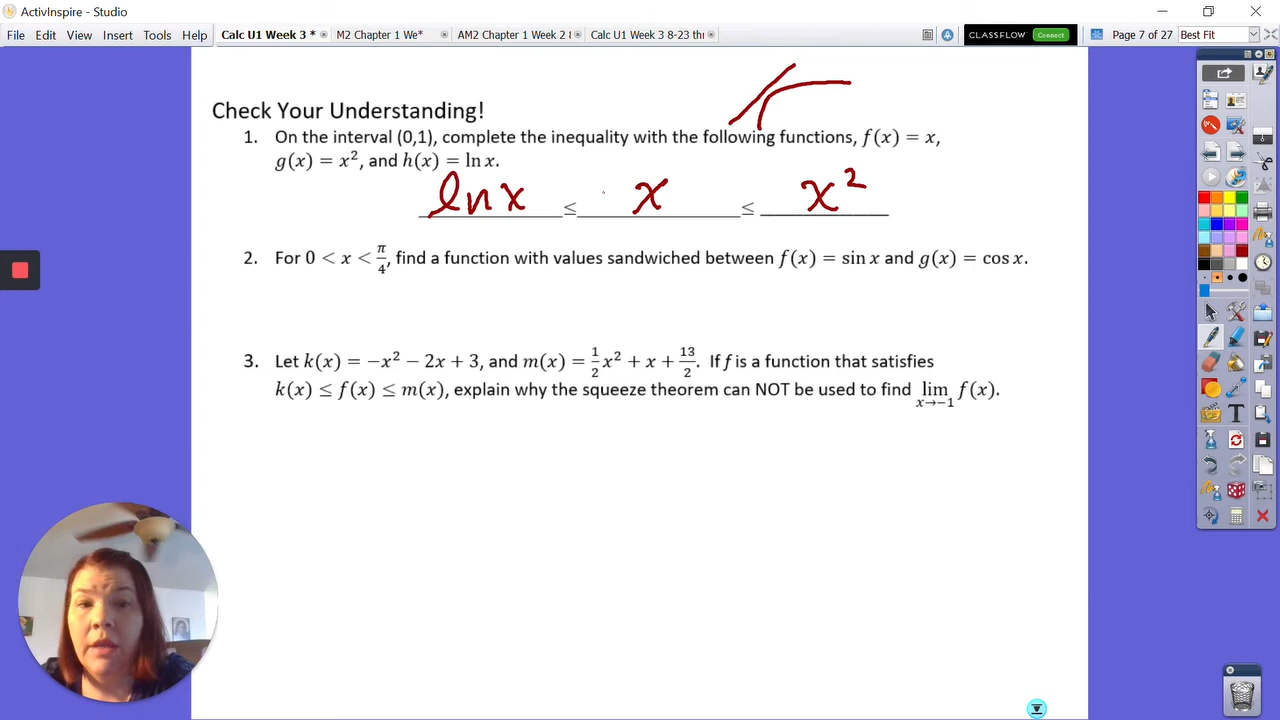 ActivInspire - Studio
File Edit View Insert Tools Help Calc U1 Week 3 * M2 Chapter 1 We* AM2 Chapter 1 Week 2 Calc U1 Week 3 8-23 thr CLASSFLOW Connect Page 7 of 27 Best Fit
Check Your Understanding!
1. On the interval (0,1), complete the inequality with the following functions, f(x) = x,
g(x) = x², and h(x) = ln x.
ln x ≤ x ≤ x²
2. For 0 < x < π/4, find a function with values sandwiched between f(x) = sin x and g(x) = cos x.
3. Let k(x) = −x² − 2x + 3, and m(x) = 1/2 x² + x + 13/2. If f is a function that satisfies
k(x) ≤ f(x) ≤ m(x), explain why the squeeze theorem can NOT be used to find lim x→−1 f(x).